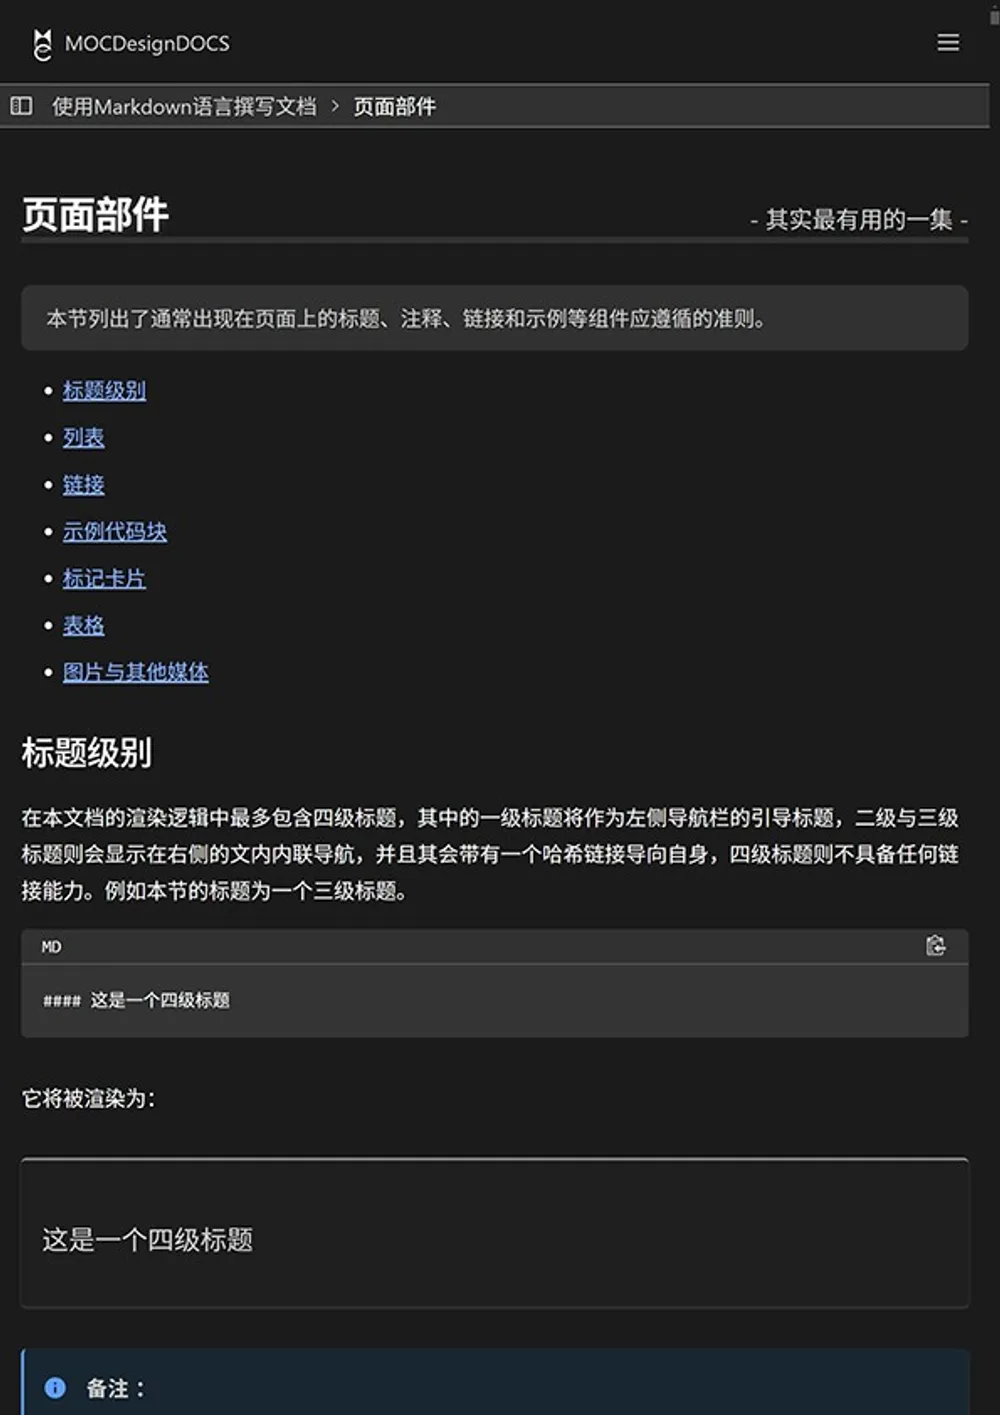 MOCDesignDOCS
使用Markdown语言撰写文档 > 页面部件
页面部件
- 其实最有用的一集 -
本节列出了通常出现在页面上的标题、注释、链接和示例等组件应遵循的准则。
• 标题级别
• 列表
• 链接
• 示例代码块
• 标记卡片
• 表格
• 图片与其他媒体
标题级别
在本文档的渲染逻辑中最多包含四级标题，其中的一级标题将作为左侧导航栏的引导标题，二级与三级
标题则会显示在右侧的文内内联导航，并且其会带有一个哈希链接导向自身，四级标题则不具备任何链
接能力。例如本节的标题为一个三级标题。
MD
#### 这是一个四级标题
它将被渲染为：
这是一个四级标题
备注：